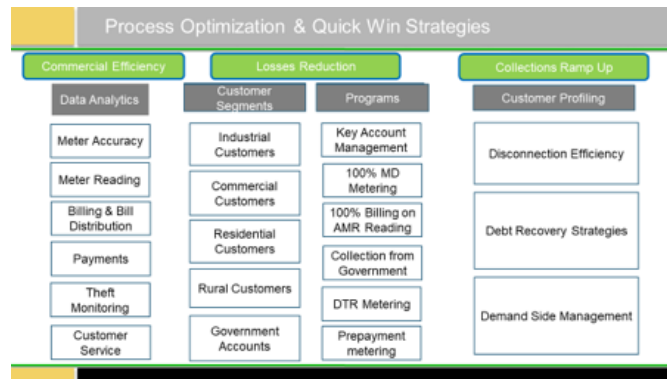 Process Optimization & Quick Win Strategies
Commercial Efficiency
Losses Reduction
Collections Ramp Up
Data Analytics
Customer
Segments
Programs
Customer Profiling
Meter Accuracy
Meter Reading
Billing & Bill
Distribution
Payments
Theft
Monitoring
Customer
Service
Industrial
Customers
Commercial
Customers
Residential
Customers
Rural Customers
Government
Accounts
Key Account
Management
100% MD
Metering
100% Billing on
AMR Reading
Collection from
Government
DTR Metering
Prepayment
metering
Disconnection Efficiency
Debt Recovery Strategies
Demand Side Management